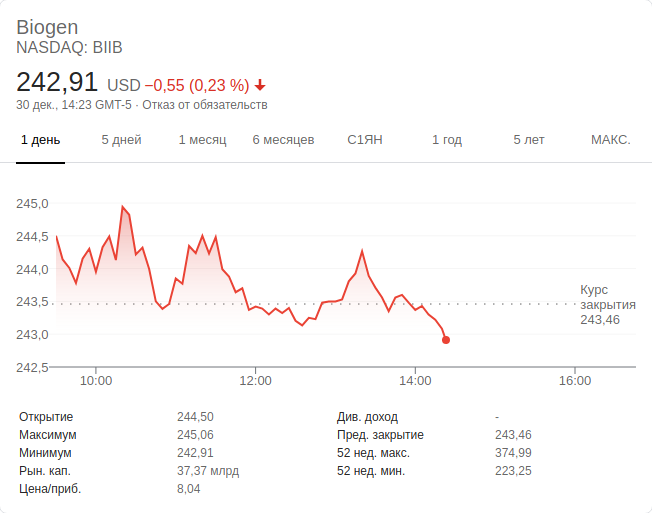 Biogen
NASDAQ: BIIB
242,91 USD −0,55 (0,23 %)
30 дек., 14:23 GMT-5 · Отказ от обязательств
1 день 5 дней 1 месяц 6 месяцев С1ЯН 1 год 5 лет МАКС.
245,0
244,5
244,0
243,5
243,0
242,5
Курс
закрытия
243,46
10:00 12:00 14:00 16:00
Открытие 244,50 Див. доход -
Максимум 245,06 Пред. закрытие 243,46
Минимум 242,91 52 нед. макс. 374,99
Рын. кап. 37,37 млрд 52 нед. мин. 223,25
Цена/приб. 8,04